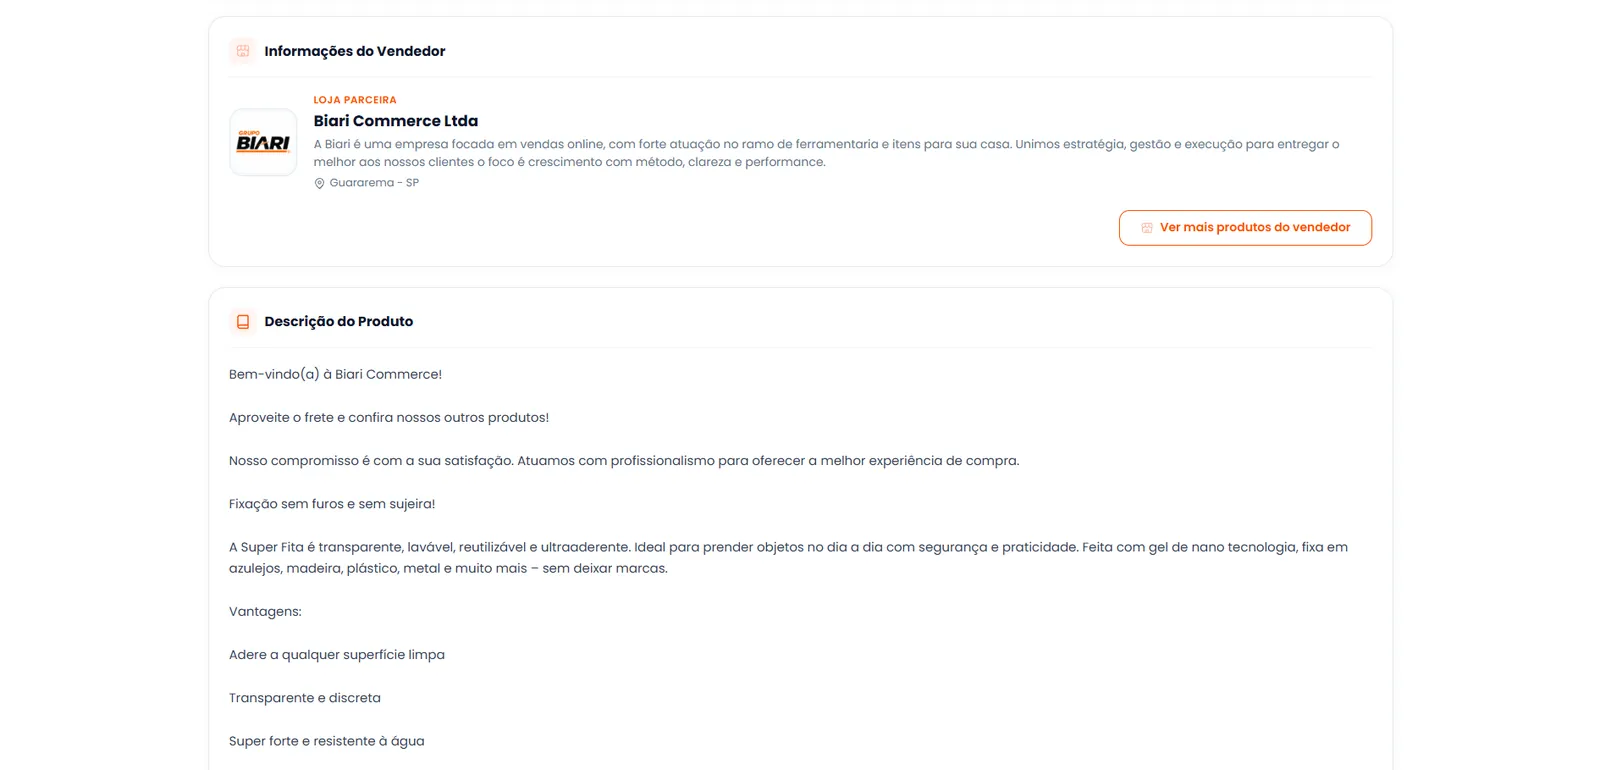 Informações do Vendedor
LOJA PARCEIRA
GRUPO
BIARI
Biari Commerce Ltda
A Biari é uma empresa focada em vendas online, com forte atuação no ramo de ferramentaria e itens para sua casa. Unimos estratégia, gestão e execução para entregar o
melhor aos nossos clientes o foco é crescimento com método, clareza e performance.
Guararema - SP
Ver mais produtos do vendedor
Descrição do Produto
Bem-vindo(a) à Biari Commerce!
Aproveite o frete e confira nossos outros produtos!
Nosso compromisso é com a sua satisfação. Atuamos com profissionalismo para oferecer a melhor experiência de compra.
Fixação sem furos e sem sujeira!
A Super Fita é transparente, lavável, reutilizável e ultraaderente. Ideal para prender objetos no dia a dia com segurança e praticidade. Feita com gel de nano tecnologia, fixa em
azulejos, madeira, plástico, metal e muito mais – sem deixar marcas.
Vantagens:
Adere a qualquer superfície limpa
Transparente e discreta
Super forte e resistente à água